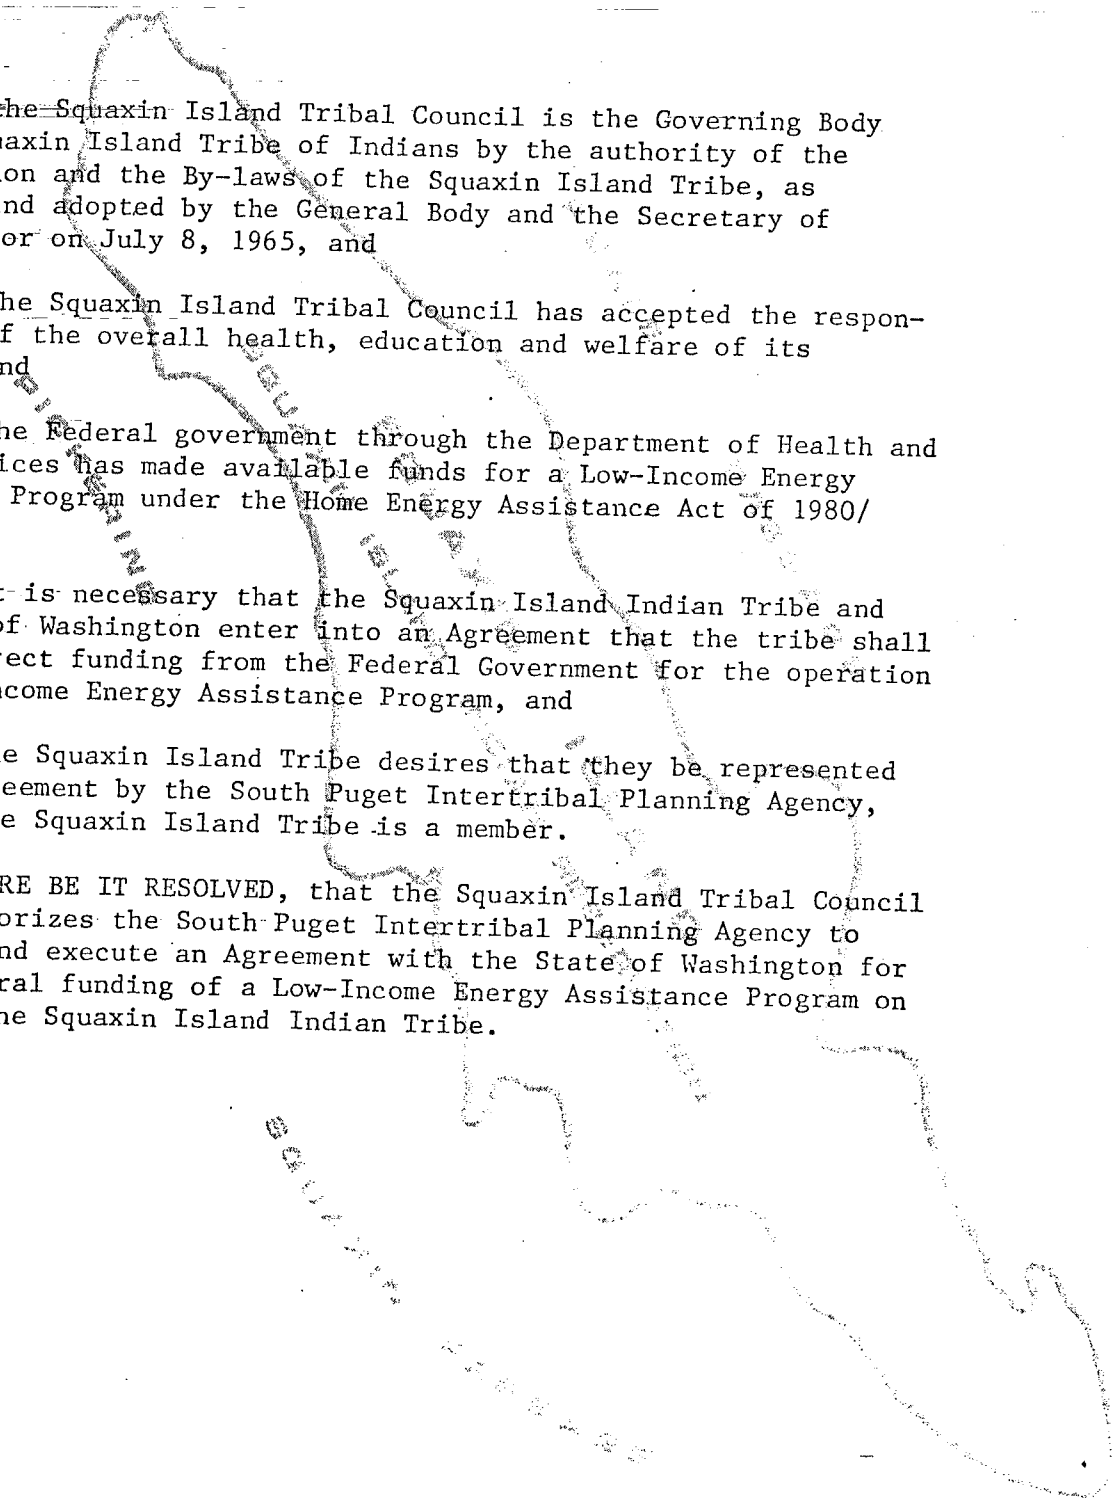 the Squaxin Island Tribal Council is the Governing Body
uaxin Island Tribe of Indians by the authority of the
on and the By-laws of the Squaxin Island Tribe, as
nd adopted by the General Body and the Secretary of
or on July 8, 1965, and
he Squaxin Island Tribal Council has accepted the respon-
f the overall health, education and welfare of its
nd
he Federal government through the Department of Health and
ices has made available funds for a Low-Income Energy
Program under the Home Energy Assistance Act of 1980/
t is necessary that the Squaxin Island Indian Tribe and
of Washington enter into an Agreement that the tribe shall
rect funding from the Federal Government for the operation
ncome Energy Assistance Program, and
e Squaxin Island Tribe desires that they be represented
eement by the South Puget Intertribal Planning Agency,
e Squaxin Island Tribe is a member.
RE BE IT RESOLVED, that the Squaxin Island Tribal Council
orizes the South Puget Intertribal Planning Agency to
nd execute an Agreement with the State of Washington for
ral funding of a Low-Income Energy Assistance Program on
he Squaxin Island Indian Tribe.
SQUAXIN